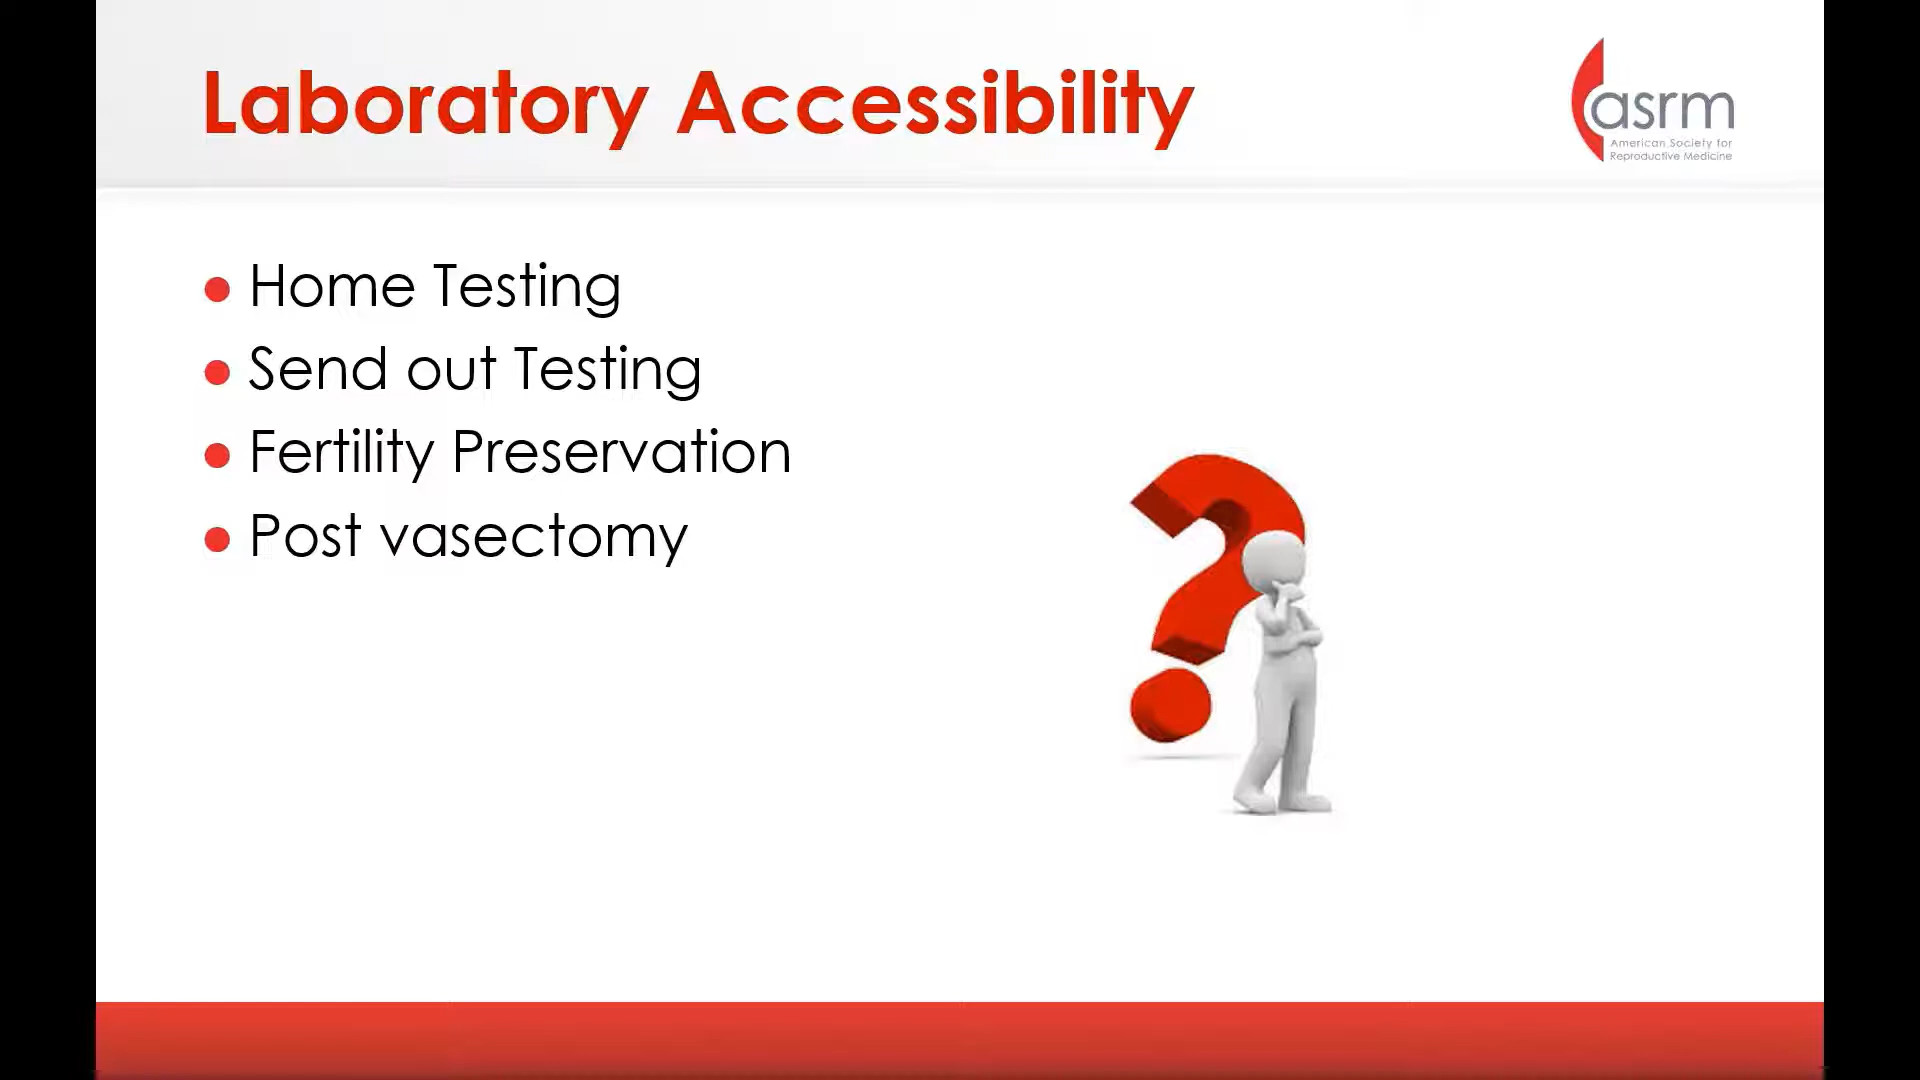 Laboratory Accessibility
asrm
American Society for
Reproductive Medicine
Home Testing
Send out Testing
Fertility Preservation
Post vasectomy
?